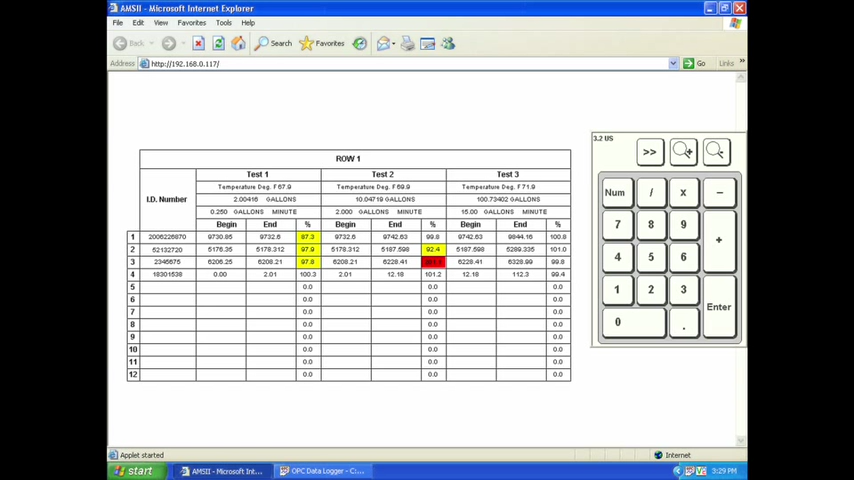 AMSII - Microsoft Internet Explorer
File Edit View Favorites Tools Help
Back Search Favorites
Address http://192.168.0.117/ Go Links »
ROW 1
I.D. Number Test 1 Test 2 Test 3
Temperature Deg. F 67.9 Temperature Deg. F 69.9 Temperature Deg. F 71.9
2.00416 GALLONS 10.04719 GALLONS 100.73402 GALLONS
0.250 GALLONS MINUTE 2.000 GALLONS MINUTE 15.00 GALLONS MINUTE
Begin End % Begin End % Begin End %
1 2006226870 9730.85 9732.6 87.3 9732.6 9742.63 99.8 9742.63 9844.16 100.8
2 52132720 5176.35 5178.312 97.9 5178.312 5187.598 92.4 5187.598 5289.335 101.0
3 2346875 6206.25 6208.21 97.8 6208.21 6228.41 6228.41 6328.99 99.8
4 18301538 0.00 2.01 100.3 2.01 12.18 101.2 12.18 112.3 99.4
5 0.0 0.0 0.0
6 0.0 0.0 0.0
7 0.0 0.0 0.0
8 0.0 0.0 0.0
9 0.0 0.0 0.0
10 0.0 0.0 0.0
11 0.0 0.0 0.0
12 0.0 0.0 0.0
3.2 US
>>
Num / x −
7 8 9 +
4 5 6
1 2 3 Enter
0 .
Applet started Internet
start AMSII - Microsoft Int... OPC Data Logger - C:... 9:29 PM